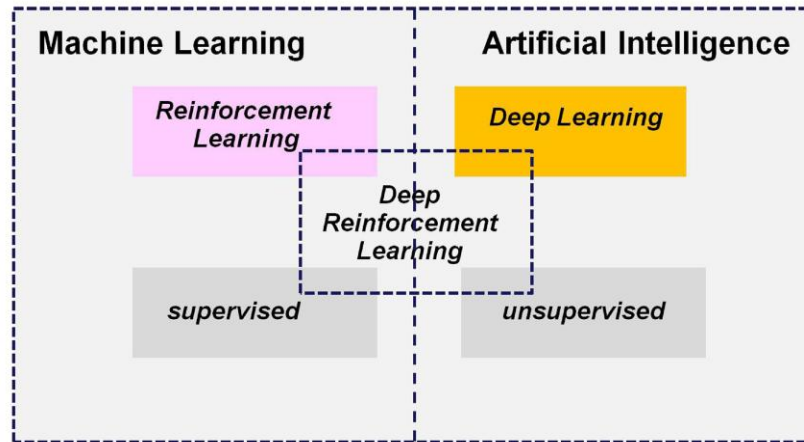 Machine Learning
Artificial Intelligence
Reinforcement
Learning
Deep Learning
Deep
Reinforcement
Learning
supervised
unsupervised